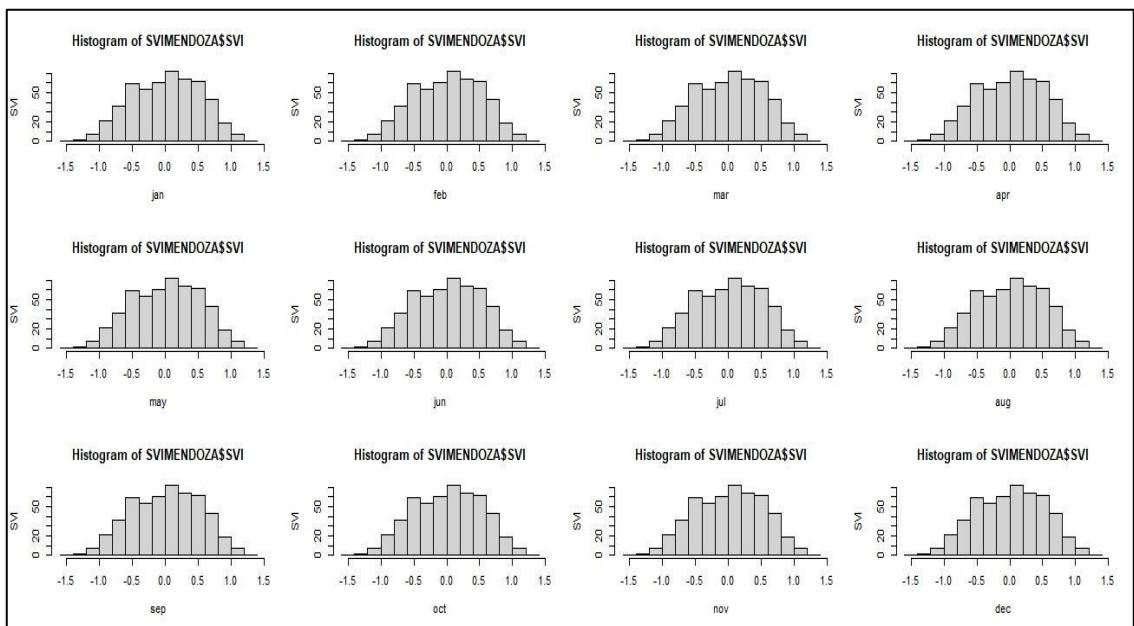 Histogram of SVIMENDOZA$SVI Histogram of SVIMENDOZA$SVI Histogram of SVIMENDOZA$SVI Histogram of SVIMENDOZA$SVI
SVI SVI SVI SVI
50 50 50 50
20 20 20 20
0 0 0 0
-1.5 -1.0 -0.5 0.0 0.5 1.0 1.5 -1.5 -1.0 -0.5 0.0 0.5 1.0 1.5 -1.5 -1.0 -0.5 0.0 0.5 1.0 1.5 -1.5 -1.0 -0.5 0.0 0.5 1.0 1.5
jan feb mar apr
Histogram of SVIMENDOZA$SVI Histogram of SVIMENDOZA$SVI Histogram of SVIMENDOZA$SVI Histogram of SVIMENDOZA$SVI
SVI SVI SVI SVI
50 50 50 50
20 20 20 20
0 0 0 0
-1.5 -1.0 -0.5 0.0 0.5 1.0 1.5 -1.5 -1.0 -0.5 0.0 0.5 1.0 1.5 -1.5 -1.0 -0.5 0.0 0.5 1.0 1.5 -1.5 -1.0 -0.5 0.0 0.5 1.0 1.5
may jun jul aug
Histogram of SVIMENDOZA$SVI Histogram of SVIMENDOZA$SVI Histogram of SVIMENDOZA$SVI Histogram of SVIMENDOZA$SVI
SVI SVI SVI SVI
50 50 50 50
20 20 20 20
0 0 0 0
-1.5 -1.0 -0.5 0.0 0.5 1.0 1.5 -1.5 -1.0 -0.5 0.0 0.5 1.0 1.5 -1.5 -1.0 -0.5 0.0 0.5 1.0 1.5 -1.5 -1.0 -0.5 0.0 0.5 1.0 1.5
sep oct nov dec